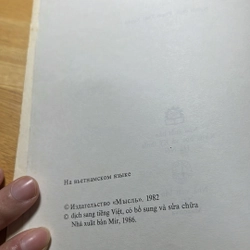 На вьетнамском языке
© Издательство «Мысль», 1982
© dịch sang tiếng Việt, có bổ sung và sửa chữa
Nhà xuất bản Mir, 1986.